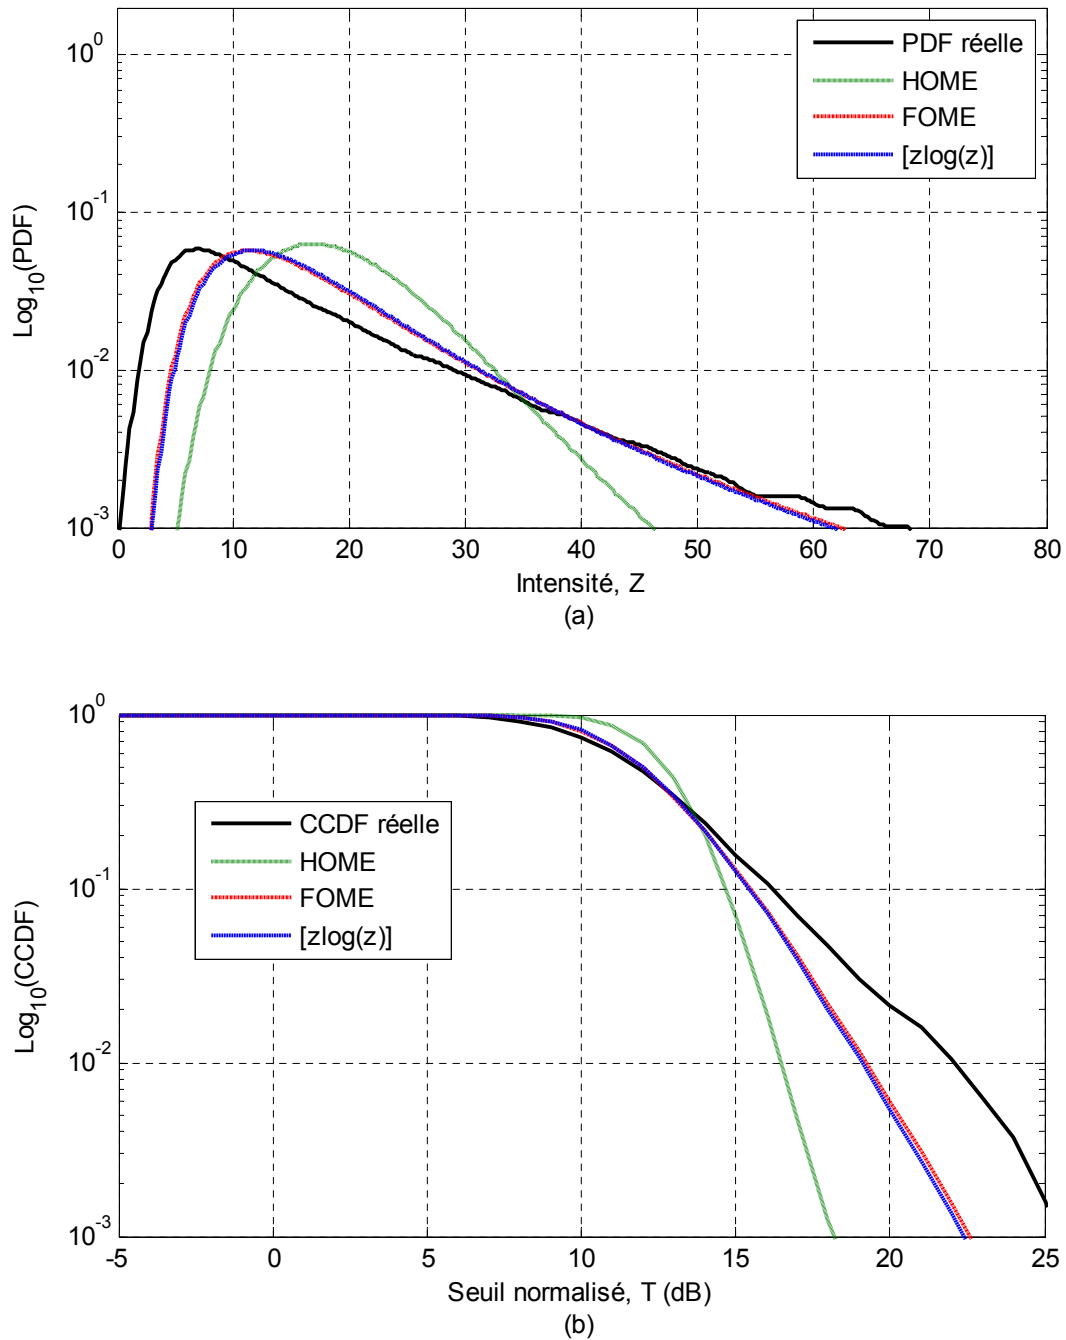 10^0
10^-1
10^-2
10^-3
Log10(PDF)
PDF réelle
HOME
FOME
[zlog(z)]
0 10 20 30 40 50 60 70 80
Intensité, Z
(a)
10^0
10^-1
10^-2
10^-3
Log10(CCDF)
CCDF réelle
HOME
FOME
[zlog(z)]
-5 0 5 10 15 20 25
Seuil normalisé, T (dB)
(b)